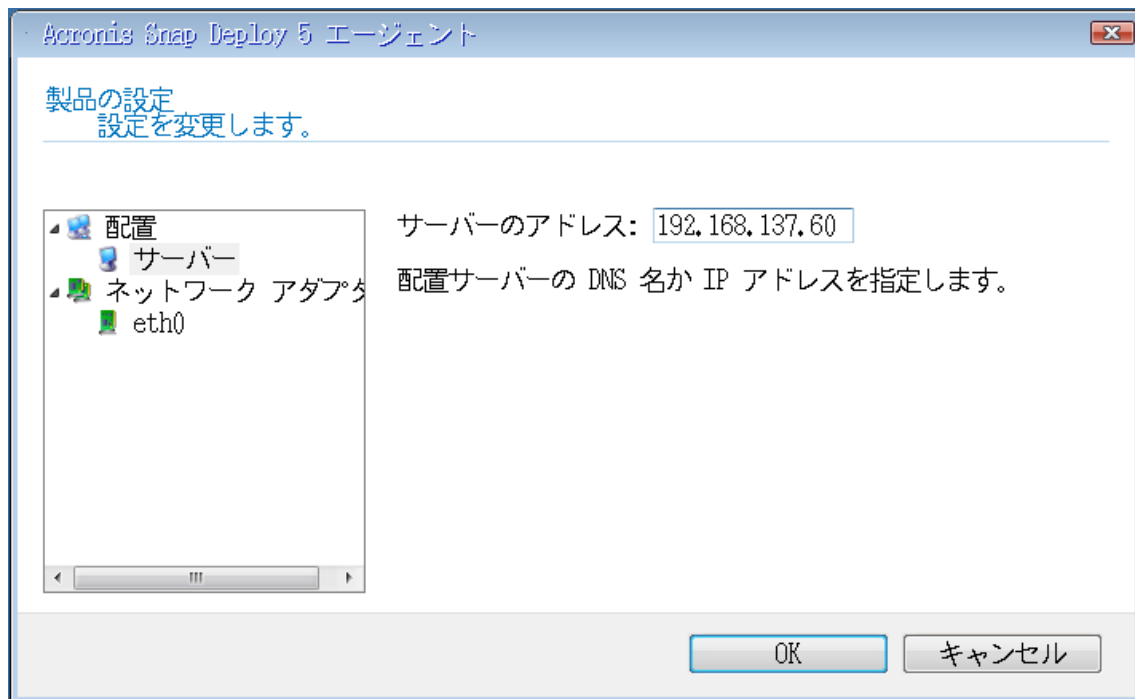 Acronis Snap Deploy 5 エージェント
製品の設定
設定を変更します。
配置
サーバー
ネットワーク アダプタ
eth0
サーバーのアドレス: 192.168.137.60
配置サーバーの DNS 名か IP アドレスを指定します。
OK
キャンセル